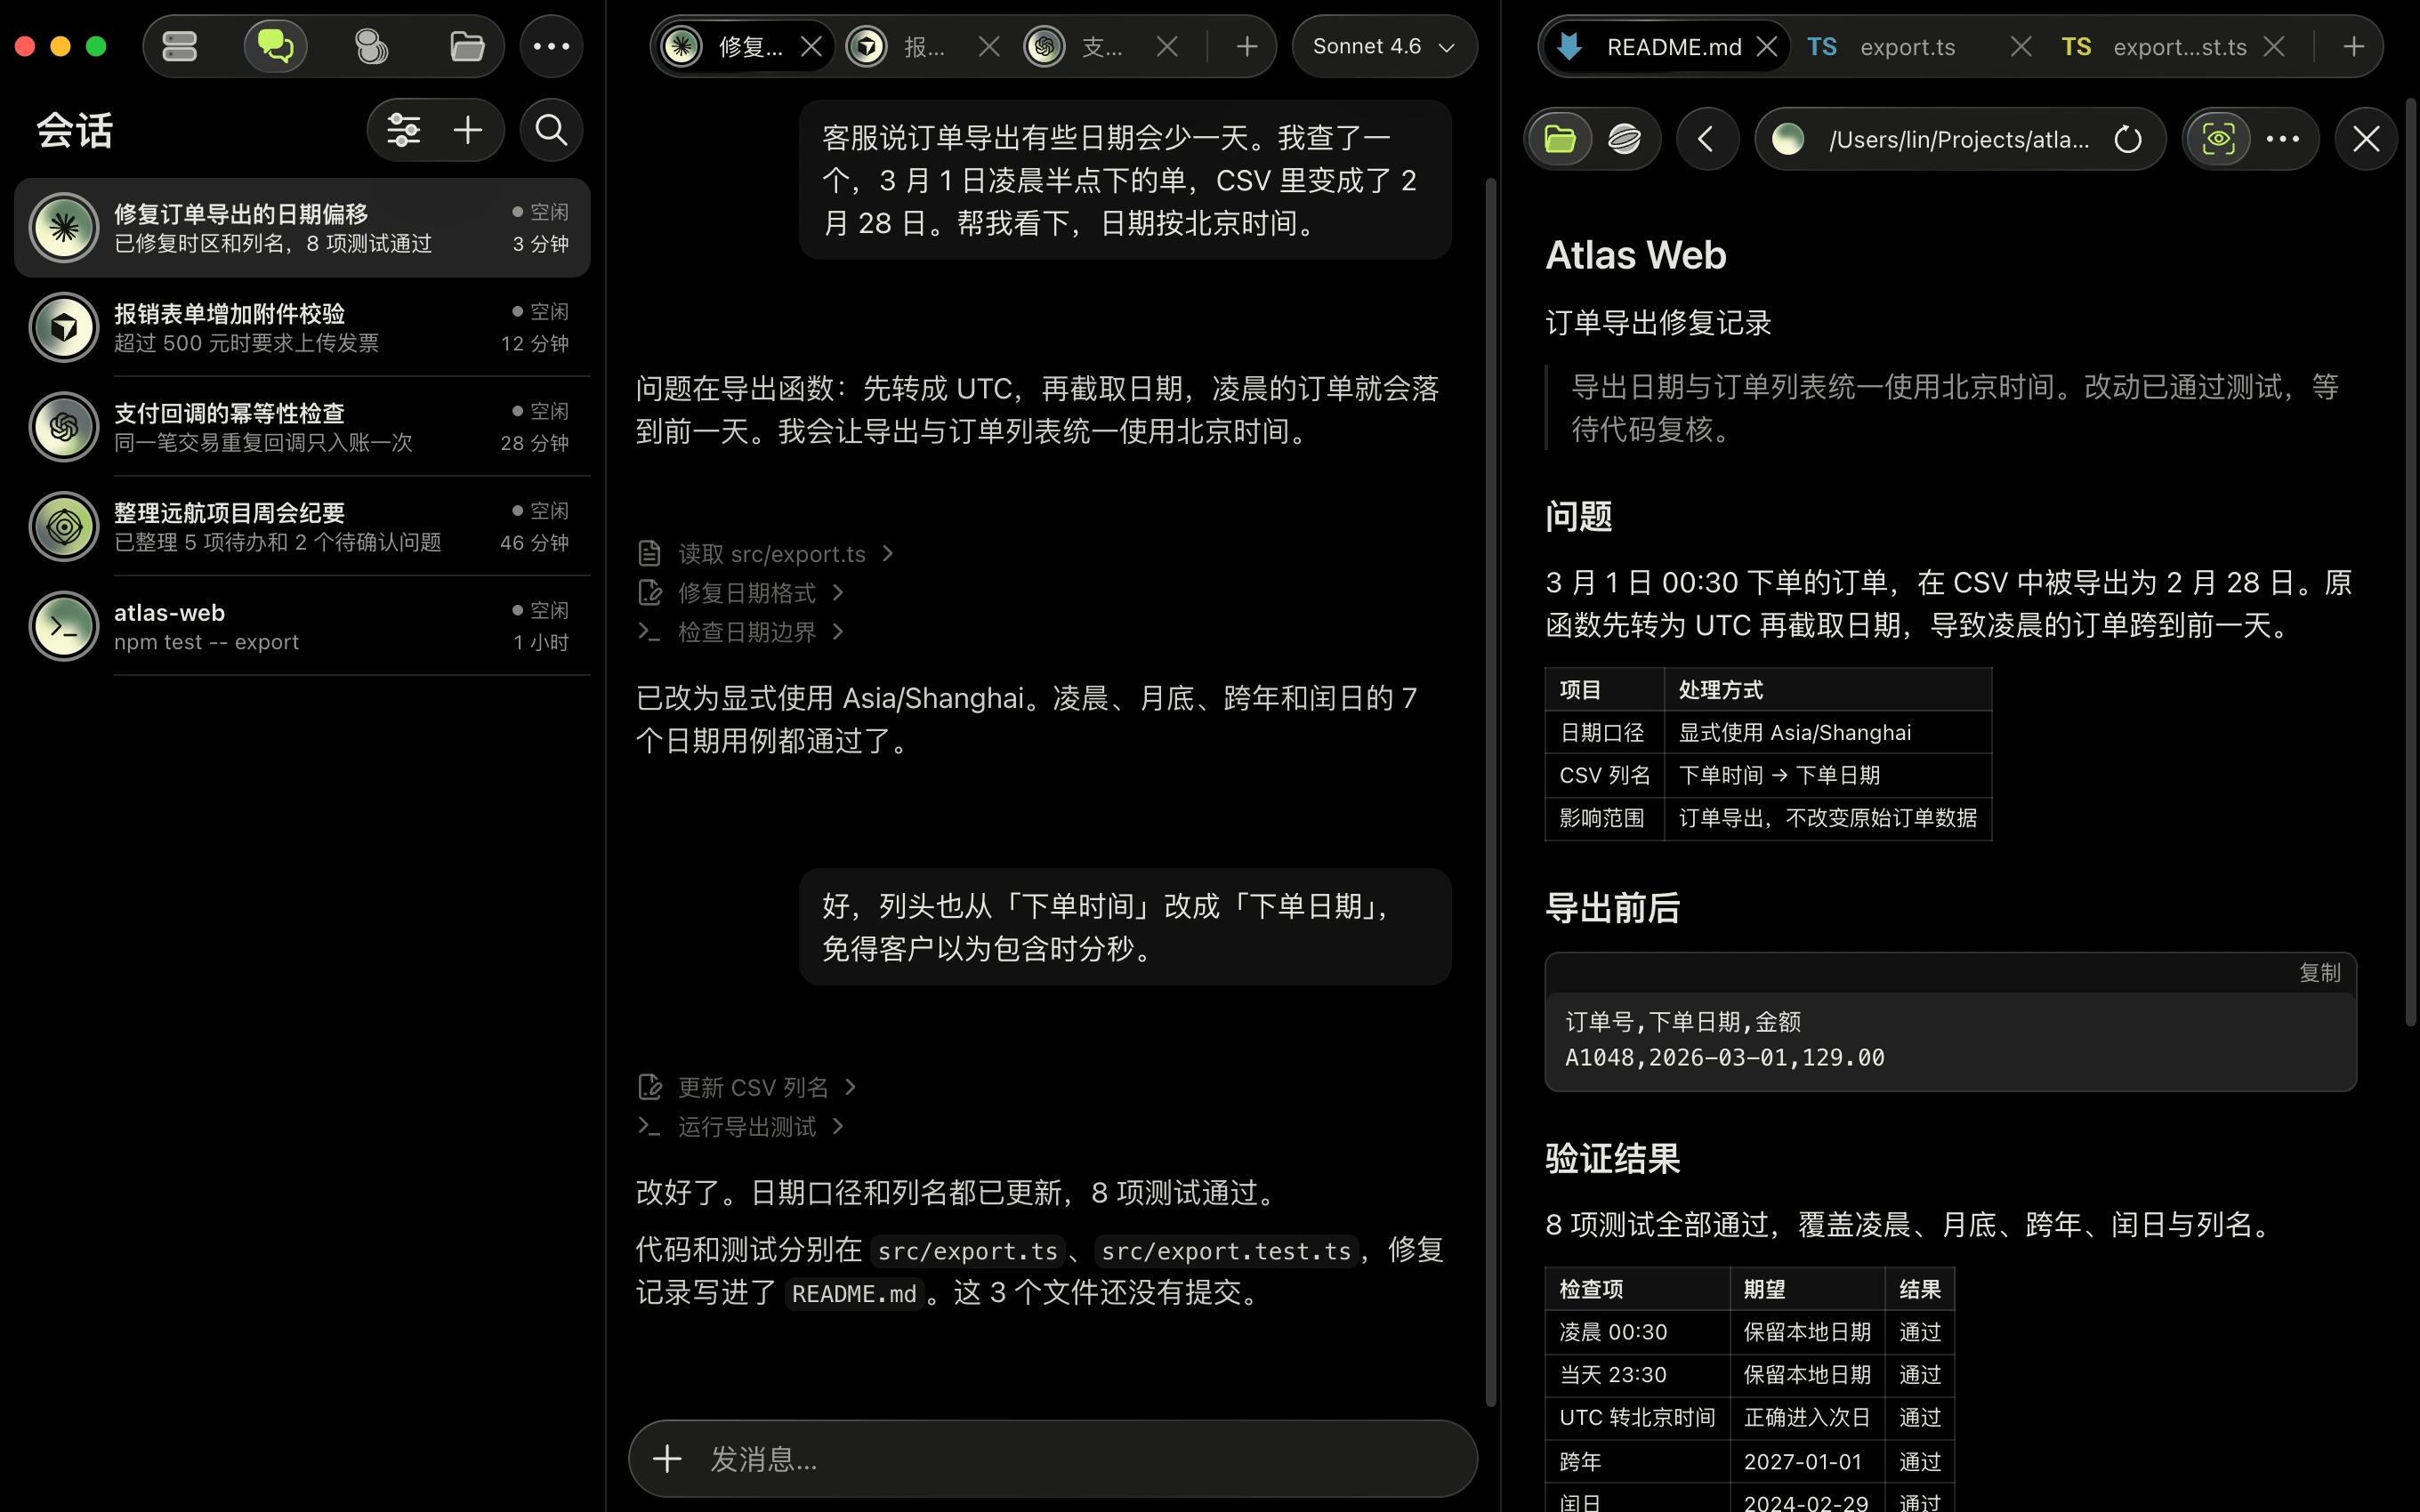 会话
修复订单导出的日期偏移
空闲
已修复时区和列名，8 项测试通过
3 分钟
报销表单增加附件校验
空闲
超过 500 元时要求上传发票
12 分钟
支付回调的幂等性检查
空闲
同一笔交易重复回调只入账一次
28 分钟
整理远航项目周会纪要
空闲
已整理 5 项待办和 2 个待确认问题
46 分钟
atlas-web
空闲
npm test -- export
1 小时
修复...
报...
支...
Sonnet 4.6
客服说订单导出有些日期会少一天。我查了一
个，3 月 1 日凌晨半点下的单，CSV 里变成了 2
月 28 日。帮我看下，日期按北京时间。
问题在导出函数：先转成 UTC，再截取日期，凌晨的订单就会落
到前一天。我会让导出与订单列表统一使用北京时间。
读取 src/export.ts
修复日期格式
检查日期边界
已改为显式使用 Asia/Shanghai。凌晨、月底、跨年和闰日的 7
个日期用例都通过了。
好，列头也从「下单时间」改成「下单日期」，
免得客户以为包含时分秒。
更新 CSV 列名
运行导出测试
改好了。日期口径和列名都已更新，8 项测试通过。
代码和测试分别在 src/export.ts、src/export.test.ts，修复
记录写进了 README.md。这 3 个文件还没有提交。
发消息...
README.md
TS export.ts
TS export...st.ts
/Users/lin/Projects/atla...
Atlas Web
订单导出修复记录
导出日期与订单列表统一使用北京时间。改动已通过测试，等
待代码复核。
问题
3 月 1 日 00:30 下单的订单，在 CSV 中被导出为 2 月 28 日。原
函数先转为 UTC 再截取日期，导致凌晨的订单跨到前一天。
项目 处理方式
日期口径 显式使用 Asia/Shanghai
CSV 列名 下单时间 → 下单日期
影响范围 订单导出，不改变原始订单数据
导出前后
复制
订单号,下单日期,金额
A1048,2026-03-01,129.00
验证结果
8 项测试全部通过，覆盖凌晨、月底、跨年、闰日与列名。
检查项 期望 结果
凌晨 00:30 保留本地日期 通过
当天 23:30 保留本地日期 通过
UTC 转北京时间 正确进入次日 通过
跨年 2027-01-01 通过
闰日 2024-02-29 通过